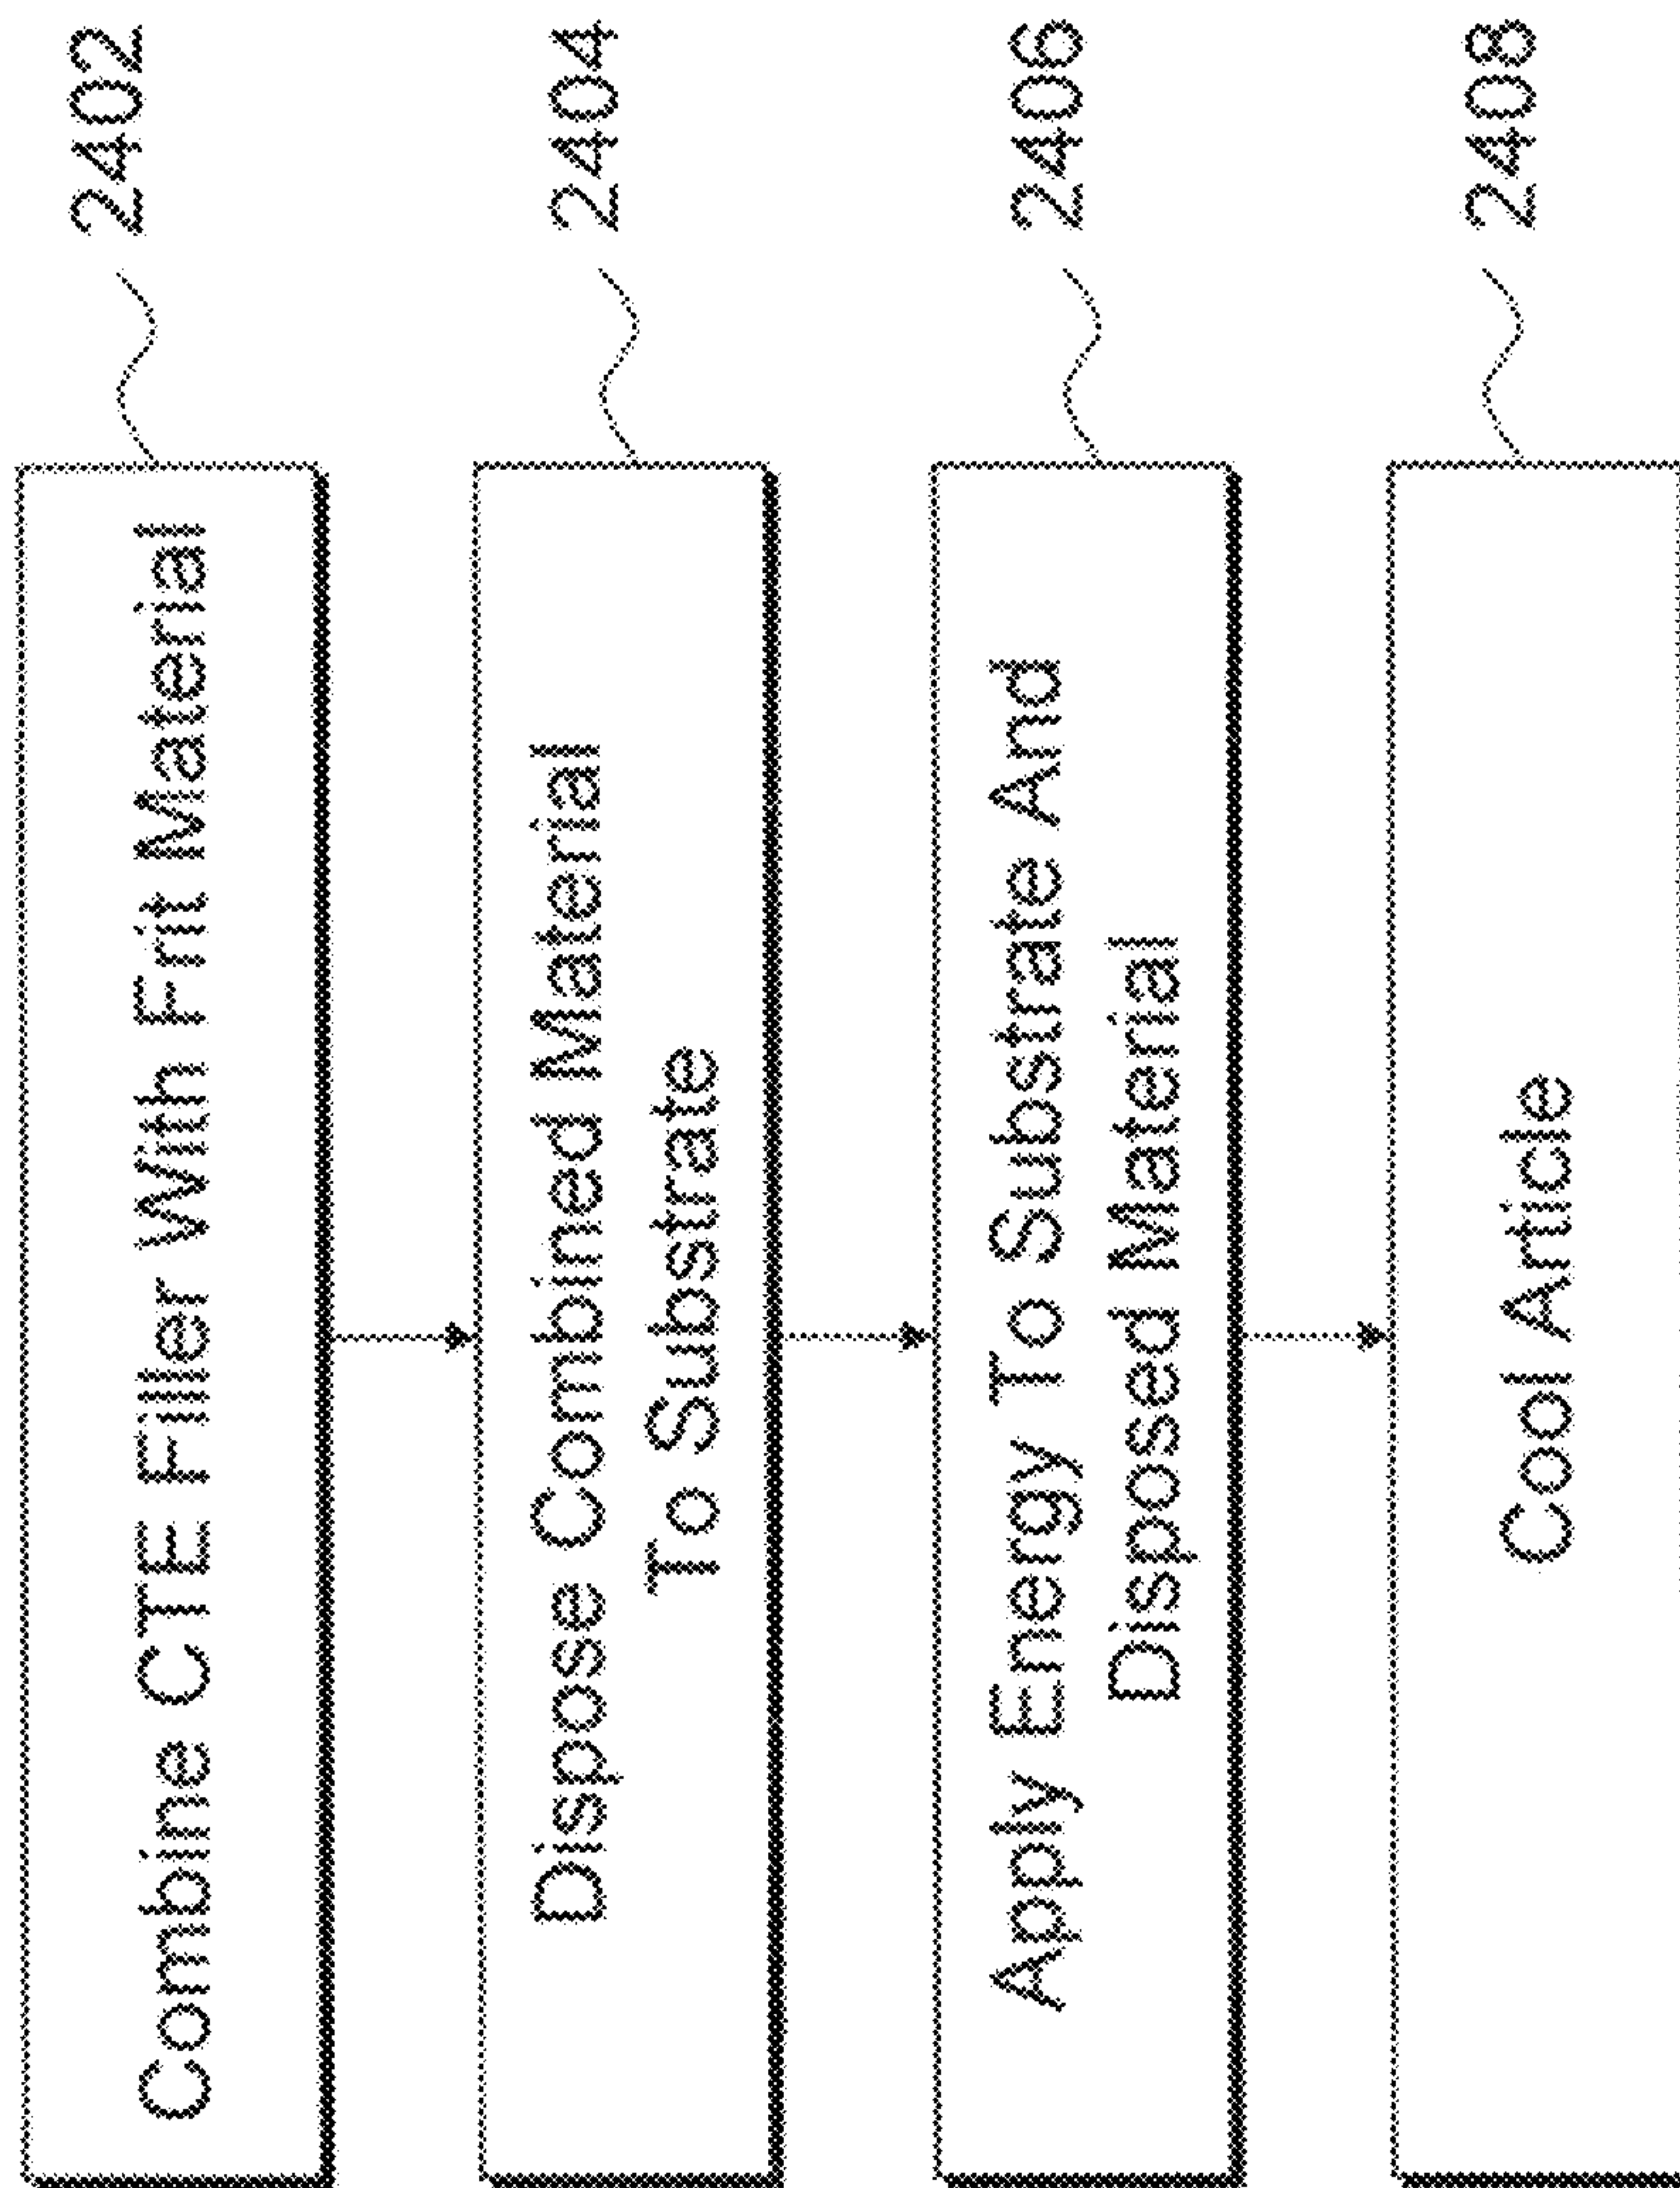 Combine CTE Filler With Frit Material
2402
Dispose Combined Material
To Substrate
2404
Apply Energy To Substrate And
Disposed Material
2406
Cool Article
2408